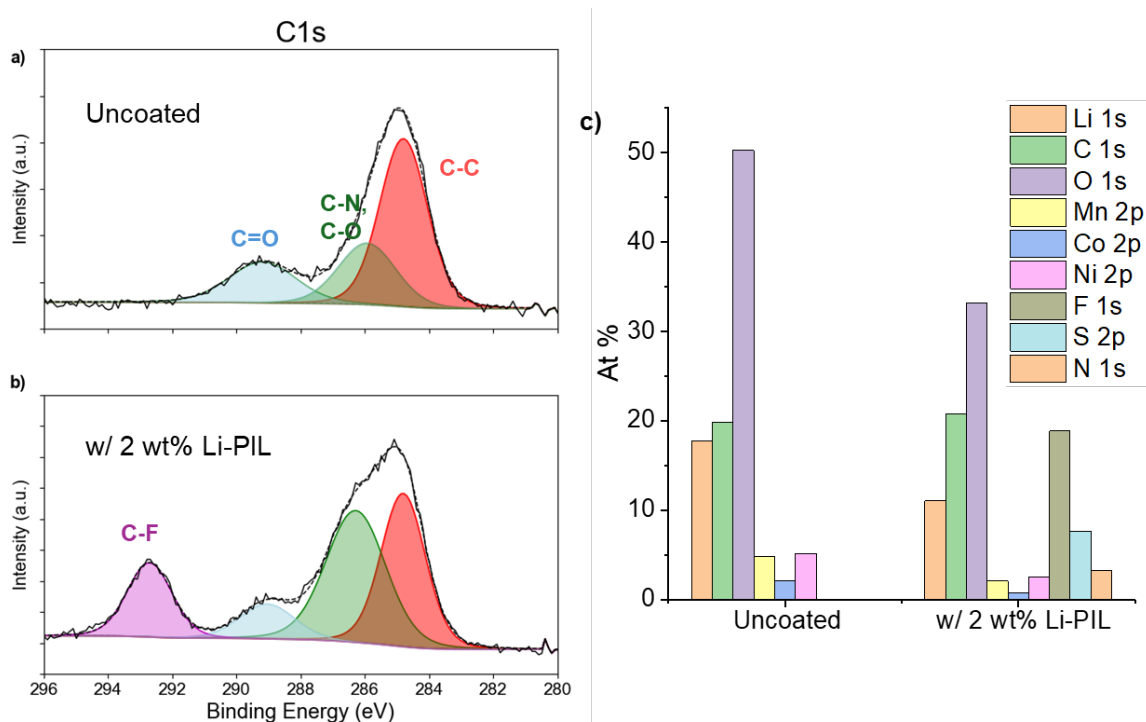 C1s
a)
Uncoated
C=O
C-N,
C-O
C-C
Intensity (a.u.)
b)
w/ 2 wt% Li-PIL
C-F
Intensity (a.u.)
296 294 292 290 288 286 284 282 280
Binding Energy (eV)
c)
Li 1s
C 1s
O 1s
Mn 2p
Co 2p
Ni 2p
F 1s
S 2p
N 1s
At %
50
40
30
20
10
0
Uncoated w/ 2 wt% Li-PIL